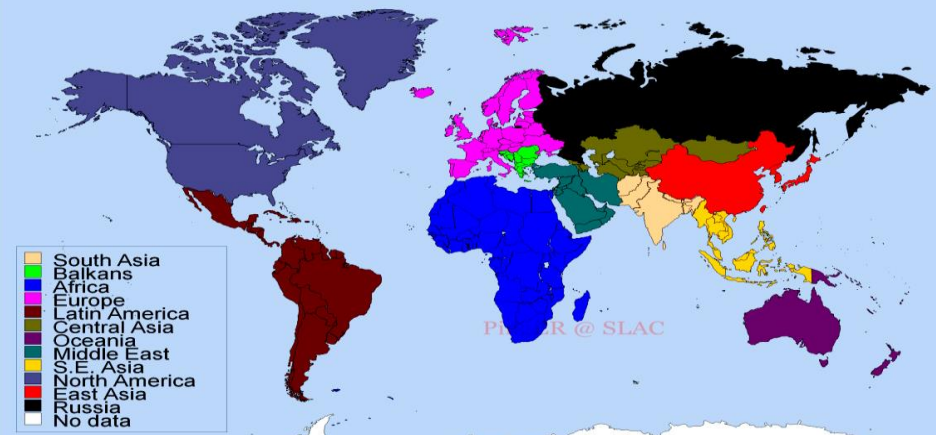 South Asia
Balkans
Africa
Europe
Latin America
Central Asia
Oceania
Middle East
S.E. Asia
North America
East Asia
Russia
No data
@ SLAC